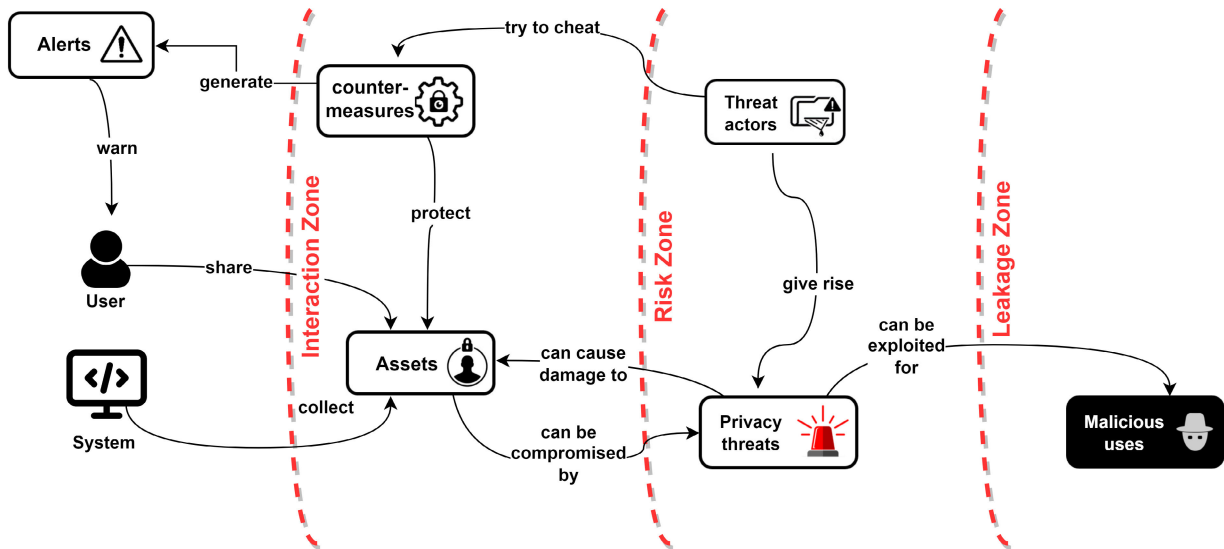 Alerts
generate
counter-
measures
try to cheat
Threat
actors
warn
protect
Interaction Zone
Risk Zone
Leakage Zone
share
User
give rise
Assets
can cause
damage to
can be
exploited
for
collect
System
can be
compromised
by
Privacy
threats
Malicious
uses